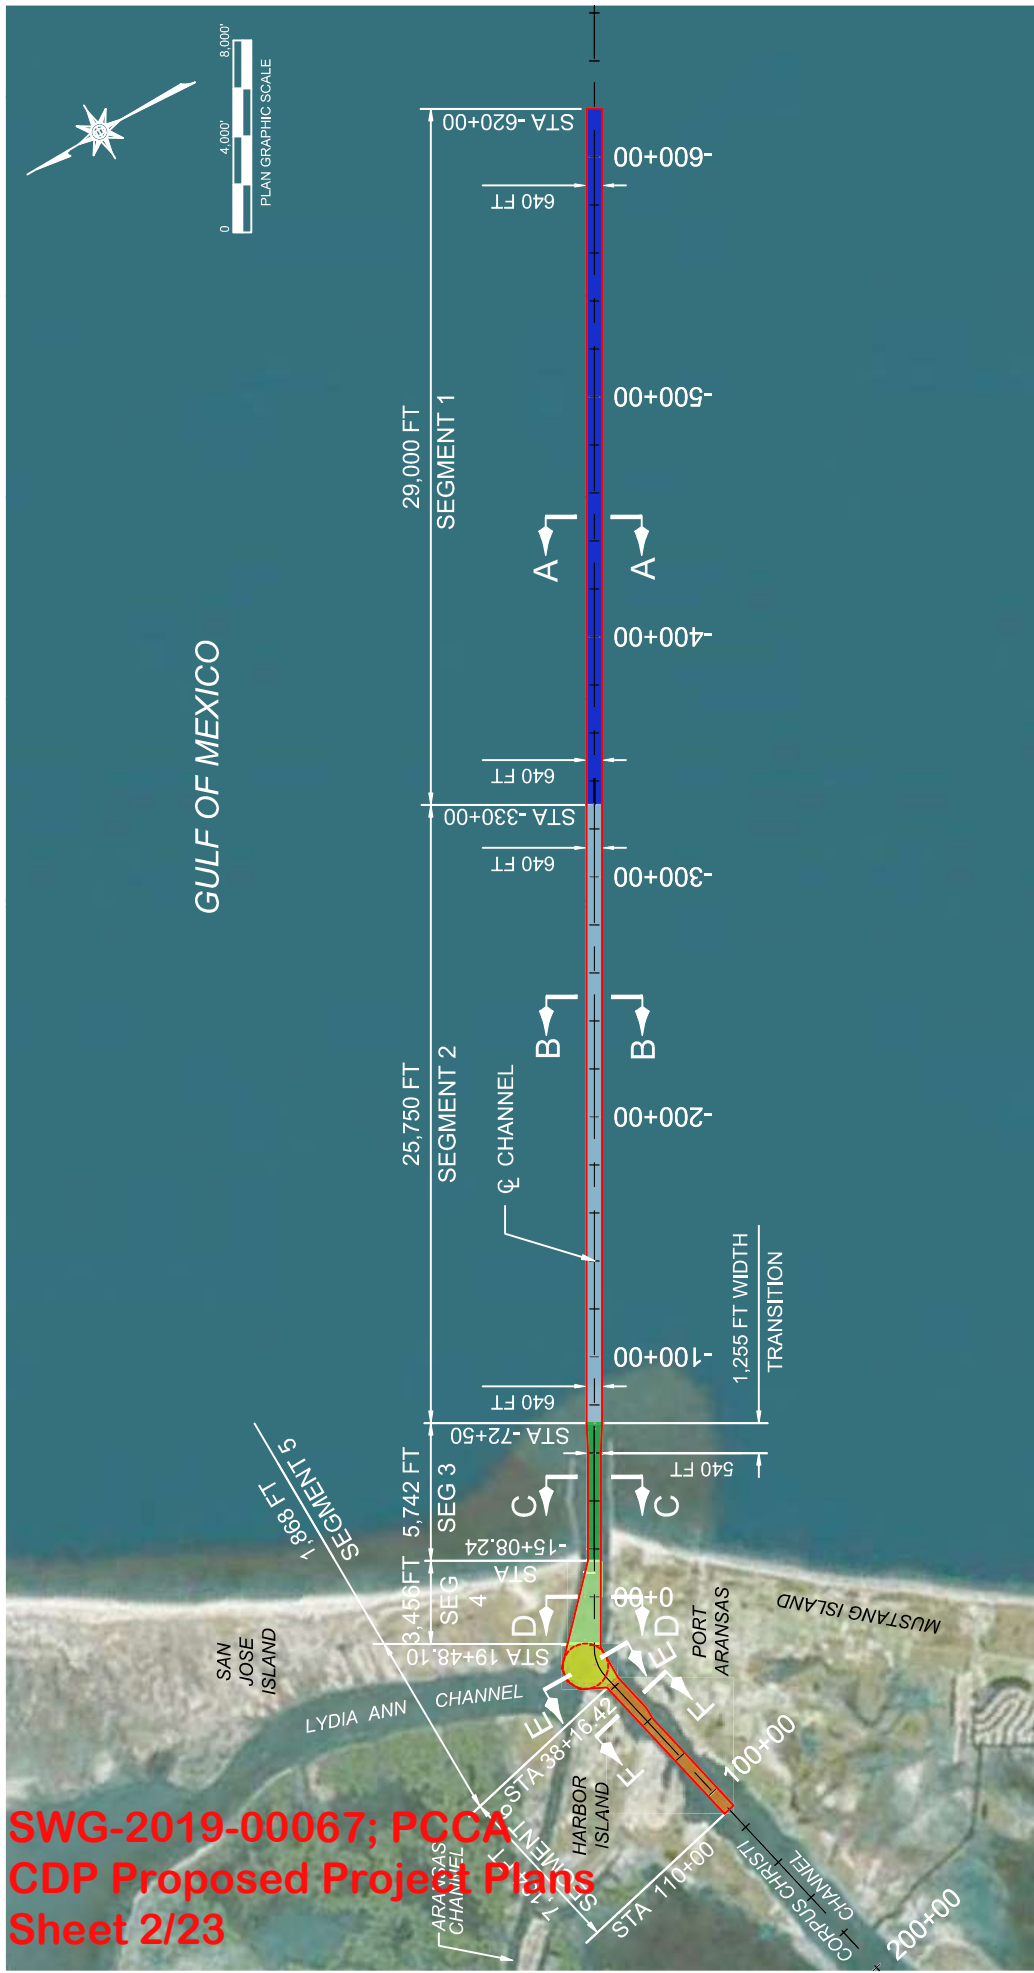 8,000'
4,000'
0
PLAN GRAPHIC SCALE
GULF OF MEXICO
STA -620+00
-600+00
640 FT
-500+00
29,000 FT
SEGMENT 1
A
A
-400+00
640 FT
STA -330+00
640 FT
-300+00
B
B
25,750 FT
SEGMENT 2
-200+00
CHANNEL
1,255 FT WIDTH
TRANSITION
-100+00
640 FT
STA -72+50
540 FT
5,742 FT
SEG 3
C
C
STA
-15+08.24
3,456FT
SEG
4
D
D
0+00
STA 19+48.10
1,868 FT
SEGMENT 5
E
E
F
F
SAN
JOSE
ISLAND
LYDIA ANN CHANNEL
PORT
ARANSAS
MUSTANG ISLAND
STA 38+16.42
HARBOR
ISLAND
100+00
STA 110+00
ARANSAS
CHANNEL
CORPUS CHRISTI
CHANNEL
200+00
SWG-2019-00067; PCCA
CDP Proposed Project Plans
Sheet 2/23